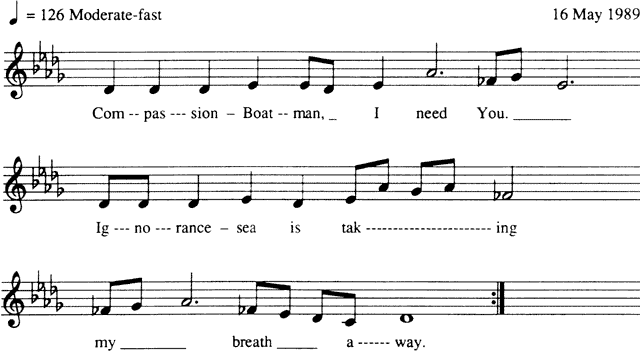 ♩ = 126 Moderate-fast 16 May 1989
Com -- pas --- sion – Boat -- man, _ I need You. _______
Ig --- no --- rance – sea is tak ---------------------- ing
my ________ breath _____ a ------ way.